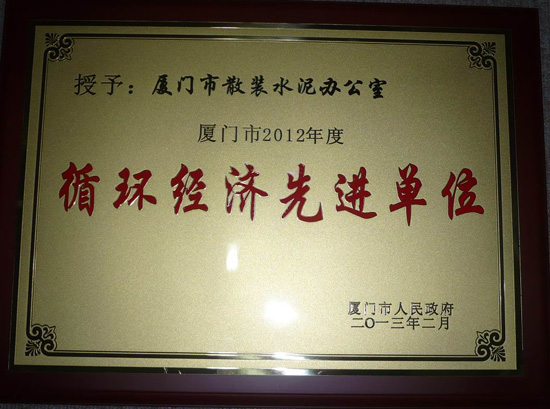 授予：厦门市散装水泥办公室
厦门市2012年度
循环经济先进单位
厦门市人民政府
二〇一三年二月